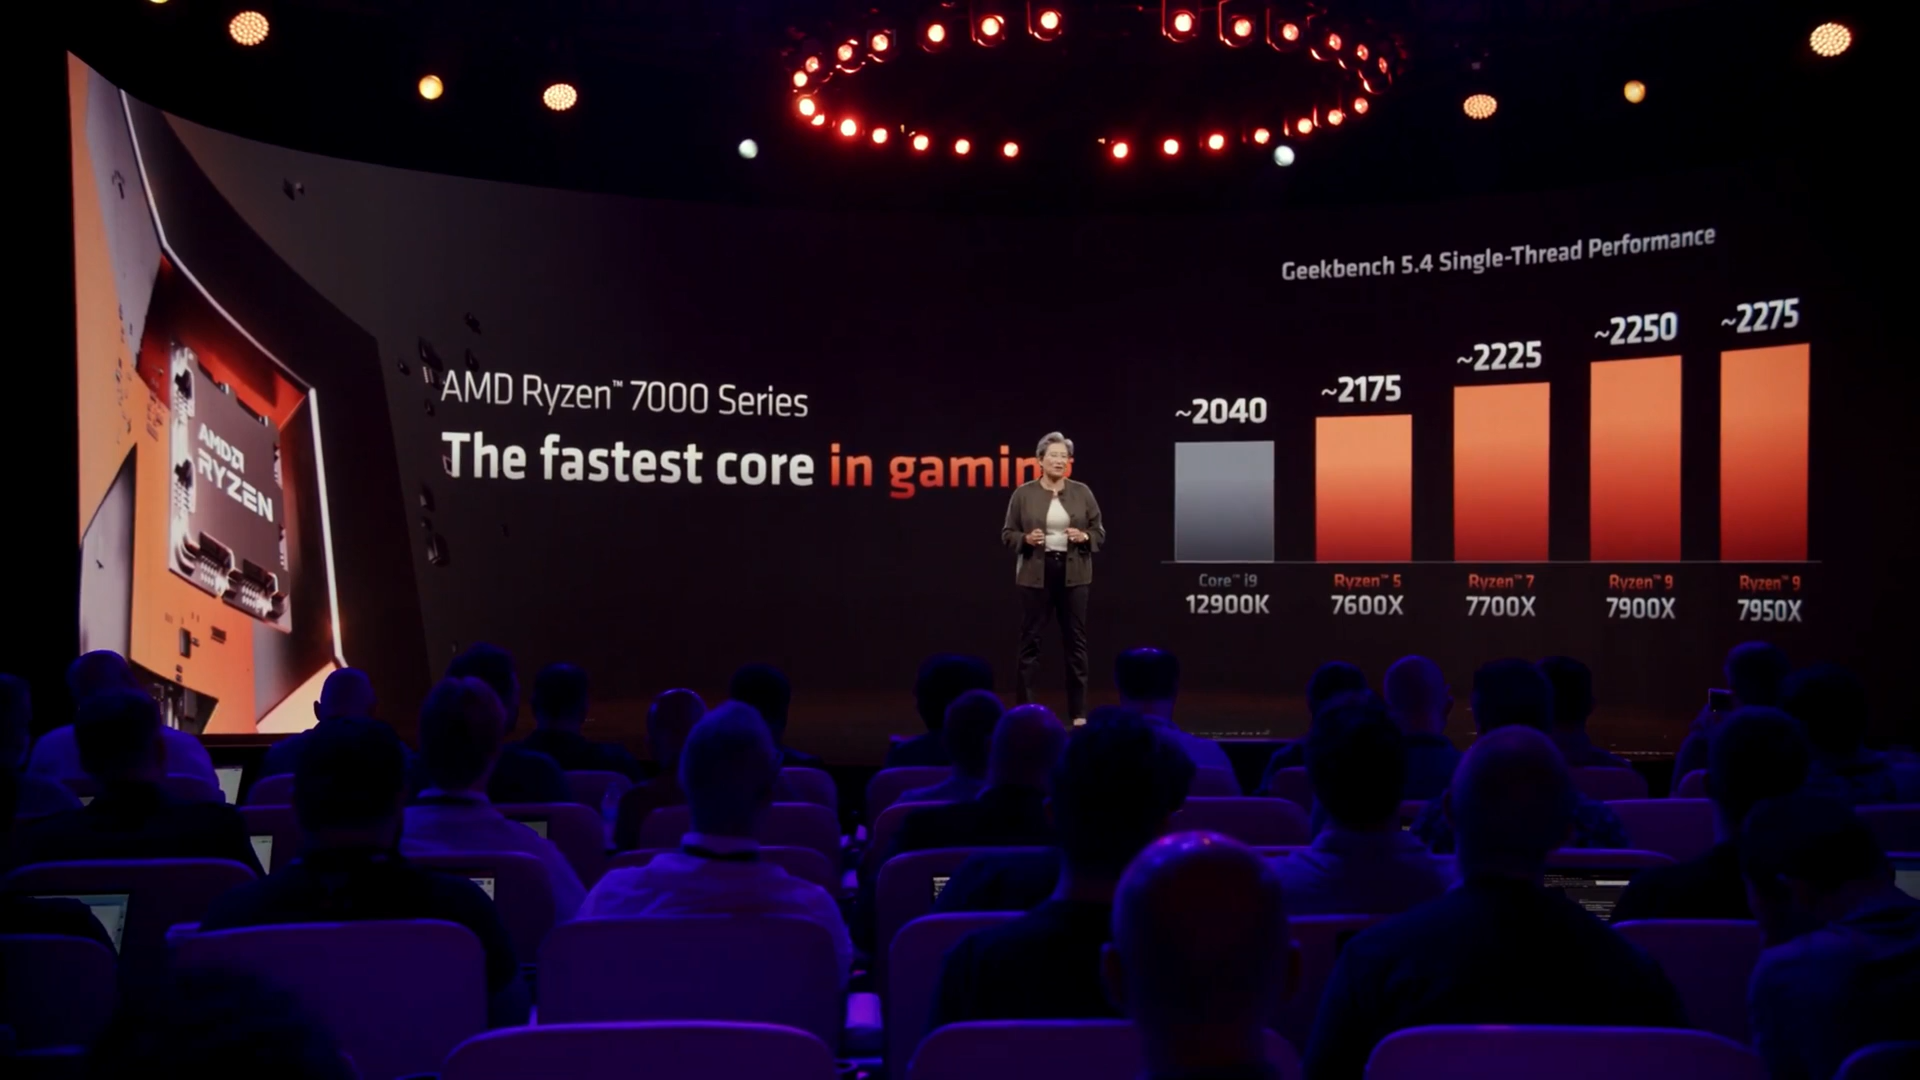 AMD
RYZEN
AMD Ryzen™ 7000 Series
The fastest core in gaming
Geekbench 5.4 Single-Thread Performance
~2040
~2175
~2225
~2250
~2275
Core™ i9
12900K
Ryzen™ 5
7600X
Ryzen™ 7
7700X
Ryzen™ 9
7900X
Ryzen™ 9
7950X